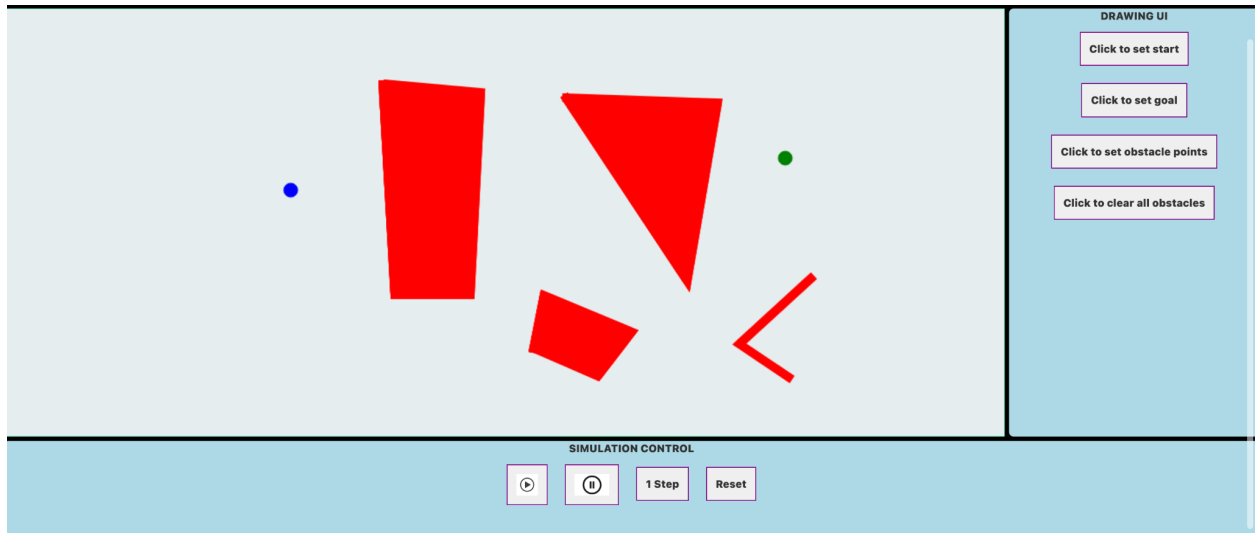 DRAWING UI
Click to set start
Click to set goal
Click to set obstacle points
Click to clear all obstacles
SIMULATION CONTROL
1 Step
Reset